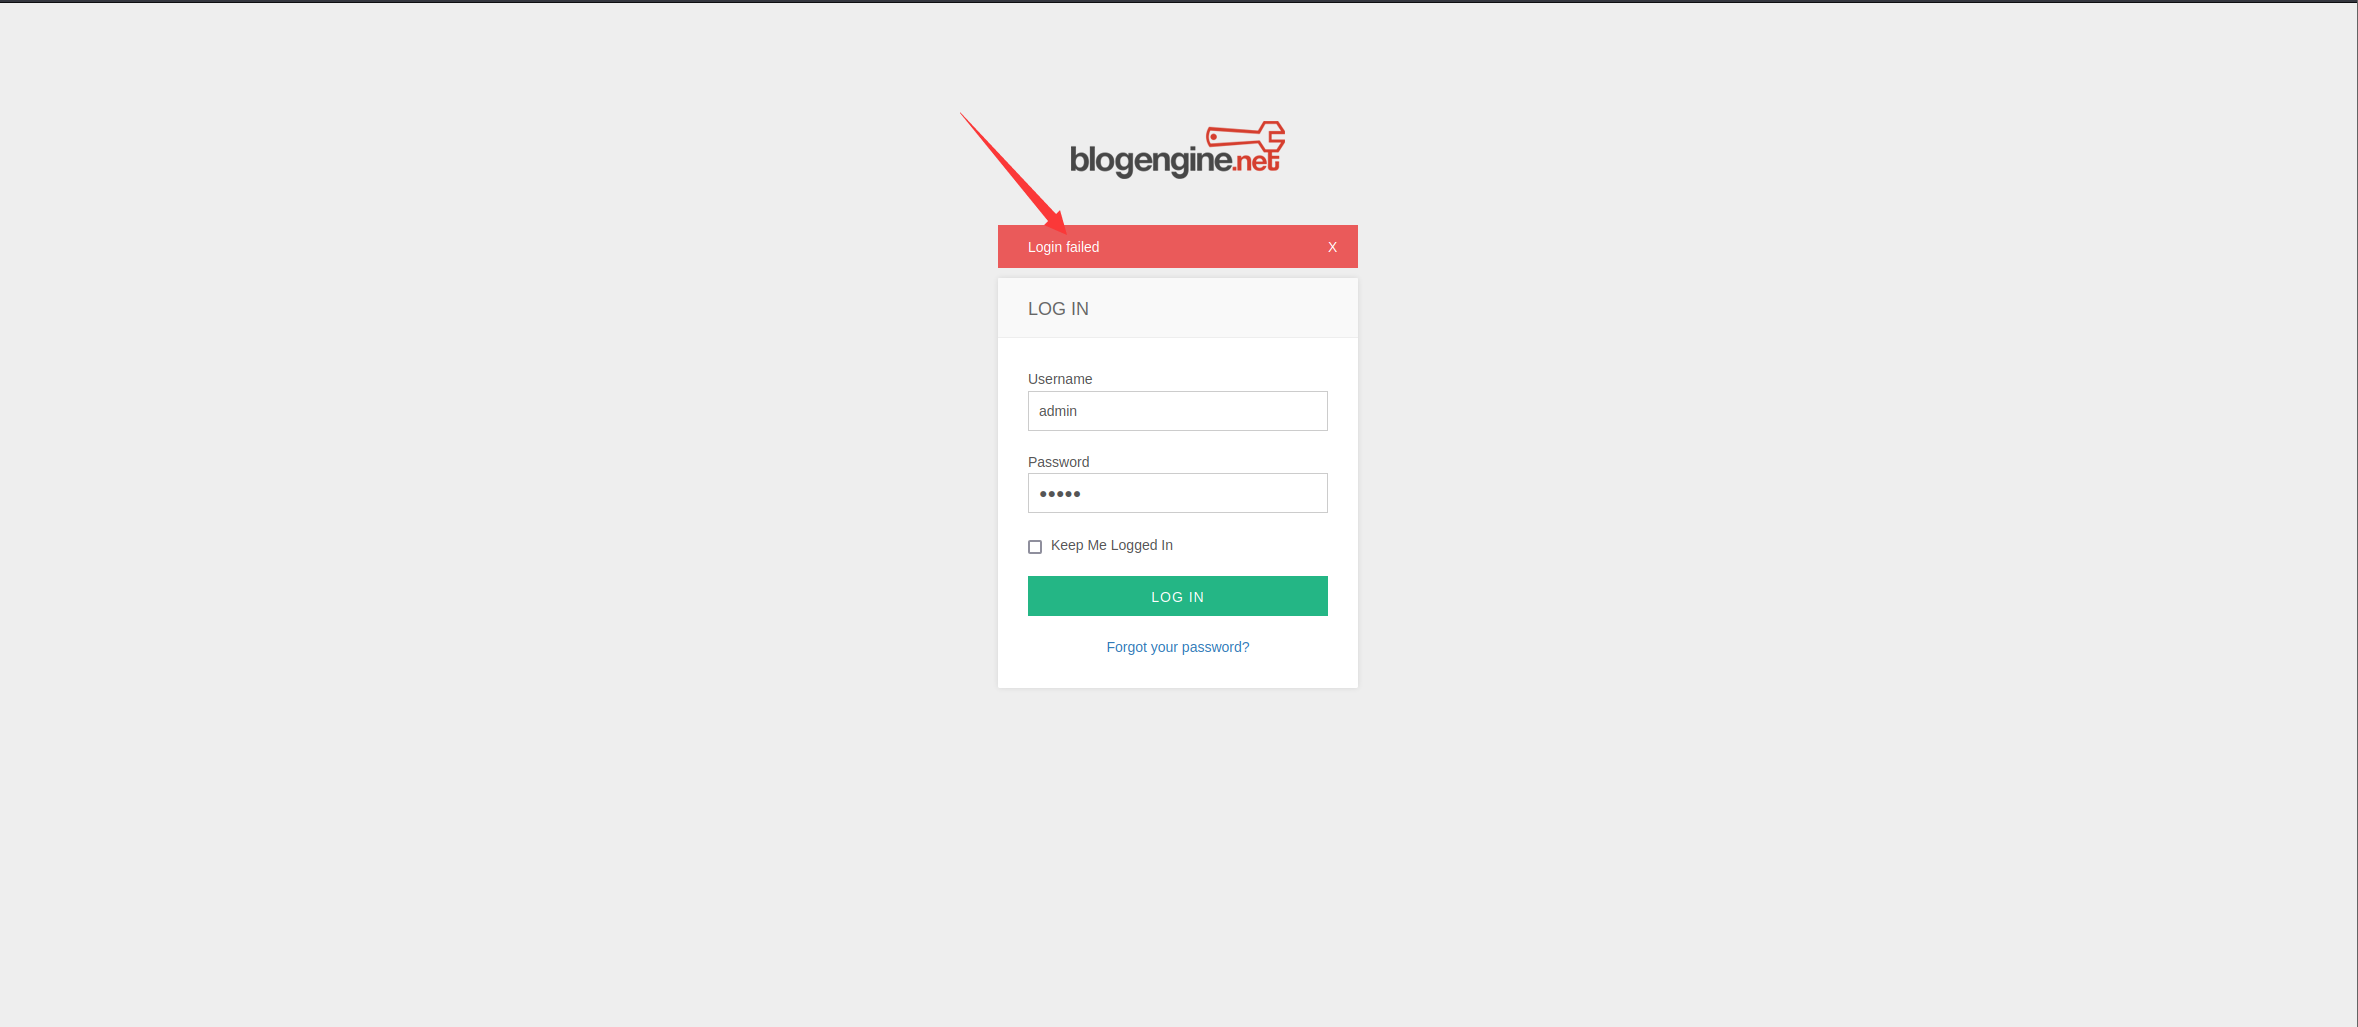 blogengine.net
Login failed X
LOG IN
Username
admin
Password
•••••
Keep Me Logged In
LOG IN
Forgot your password?